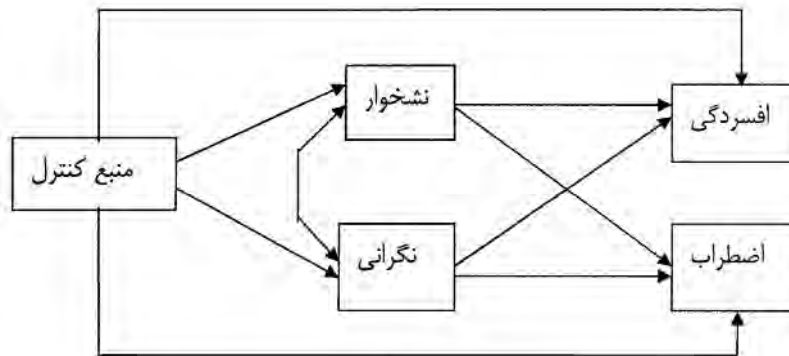 نشخوار
افسردگی
منبع کنترل
نگرانی
اضطراب